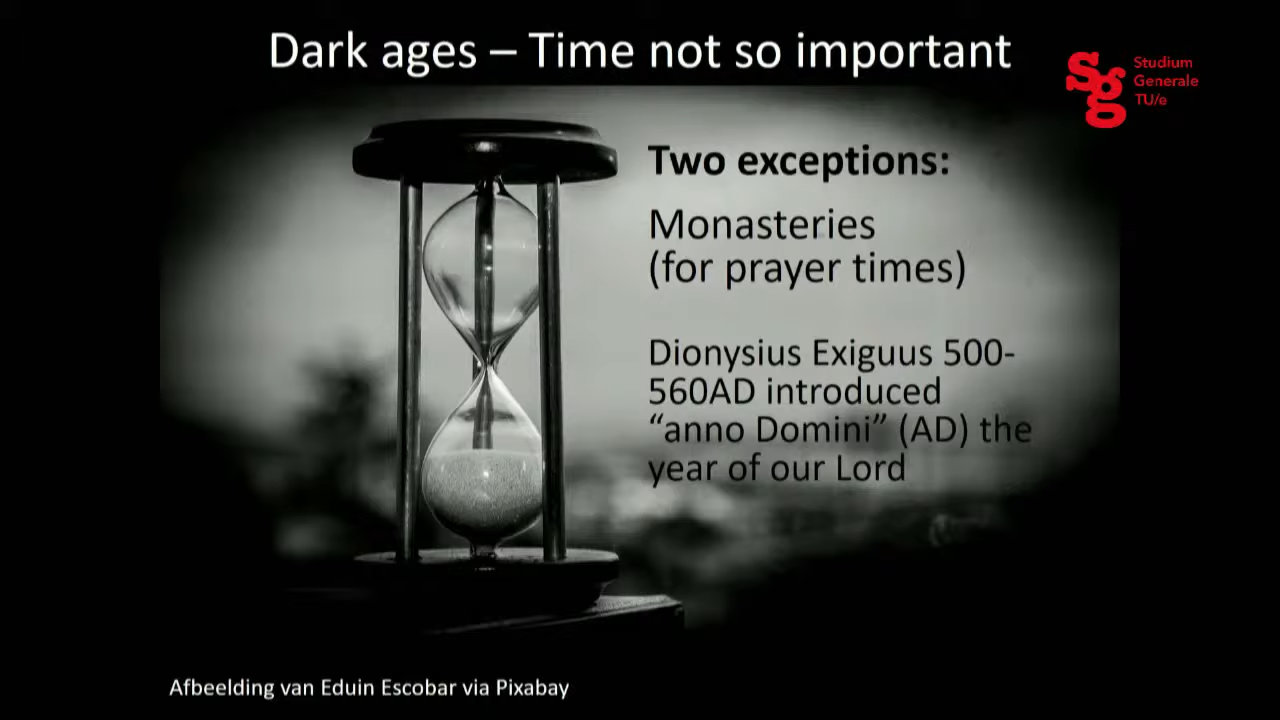 Dark ages – Time not so important
Sg
Studium
Generale
TU/e
Two exceptions:
Monasteries
(for prayer times)
Dionysius Exiguus 500-
560AD introduced
“anno Domini” (AD) the
year of our Lord
Afbeelding van Eduin Escobar via Pixabay